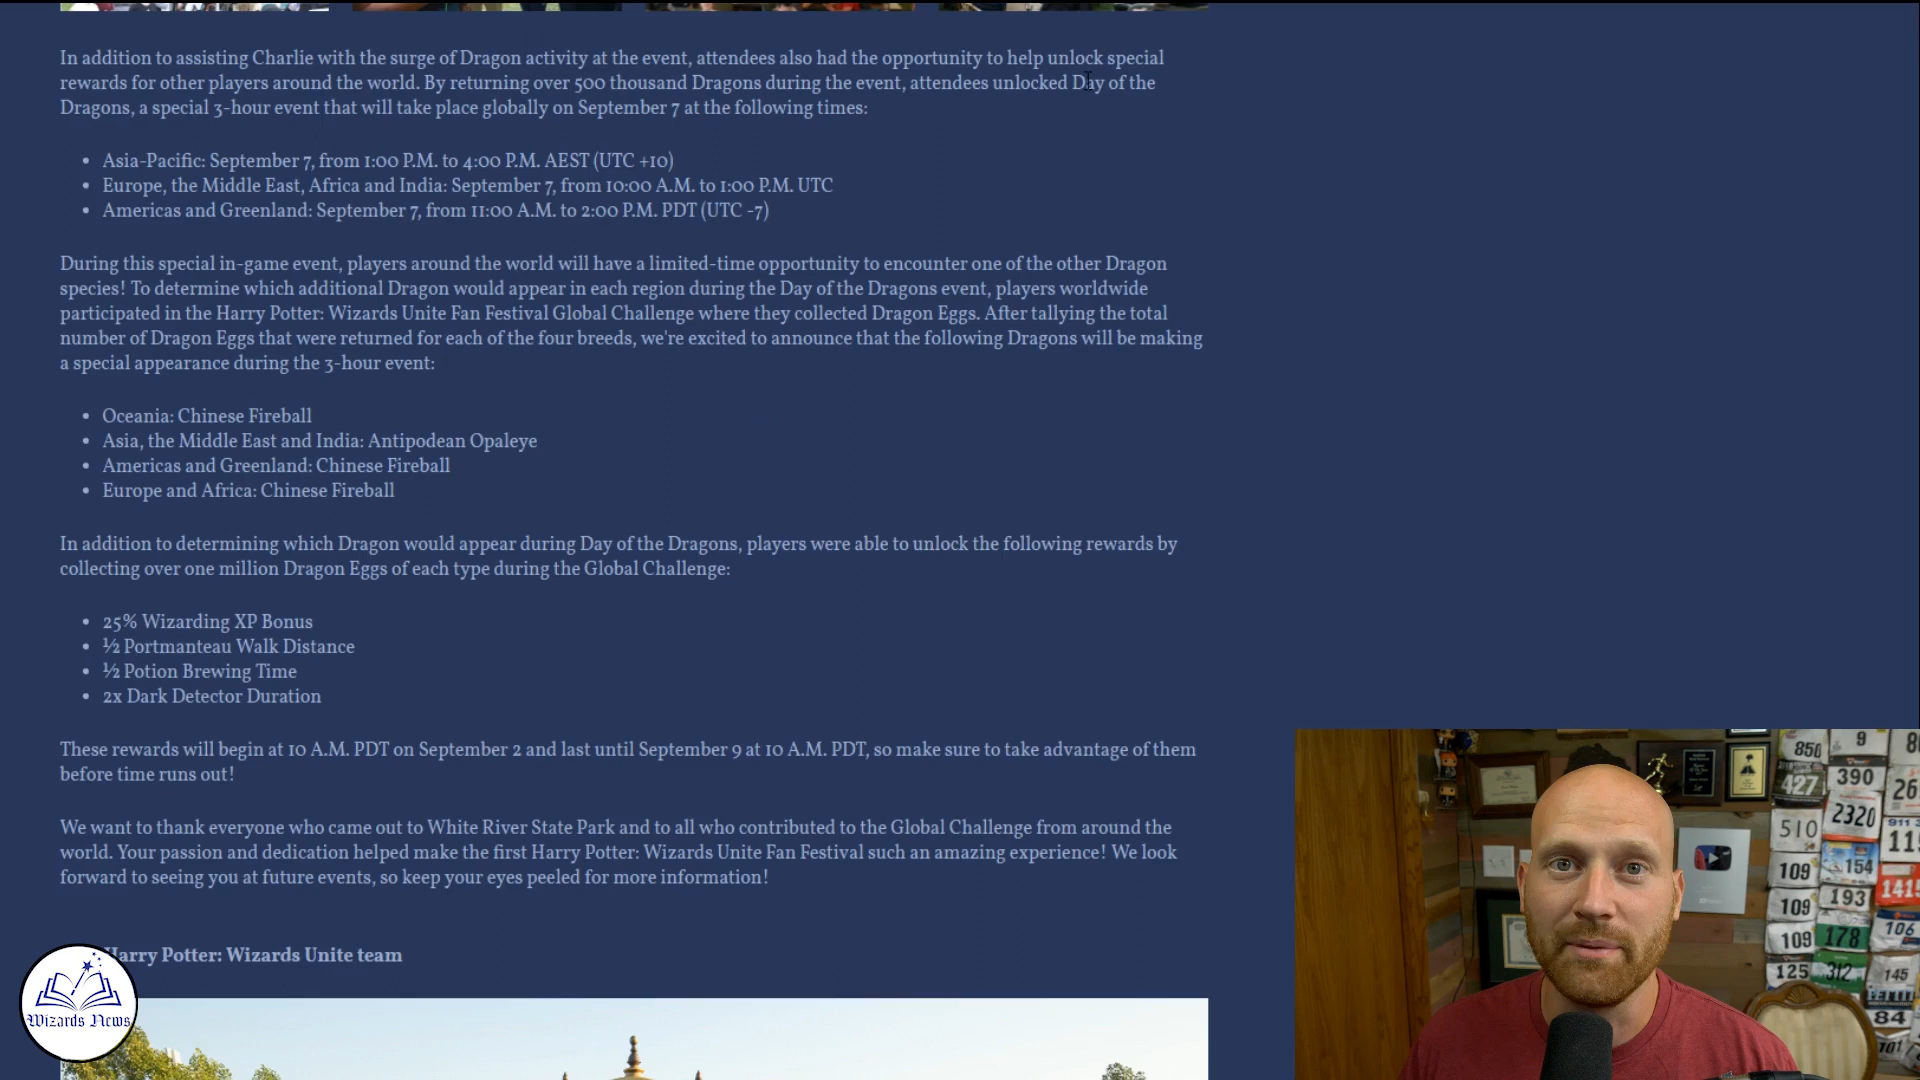 In addition to assisting Charlie with the surge of Dragon activity at the event, attendees also had the opportunity to help unlock special
rewards for other players around the world. By returning over 500 thousand Dragons during the event, attendees unlocked Day of the
Dragons, a special 3-hour event that will take place globally on September 7 at the following times:
• Asia-Pacific: September 7, from 1:00 P.M. to 4:00 P.M. AEST (UTC +10)
• Europe, the Middle East, Africa and India: September 7, from 10:00 A.M. to 1:00 P.M. UTC
• Americas and Greenland: September 7, from 11:00 A.M. to 2:00 P.M. PDT (UTC -7)
During this special in-game event, players around the world will have a limited-time opportunity to encounter one of the other Dragon
species! To determine which additional Dragon would appear in each region during the Day of the Dragons event, players worldwide
participated in the Harry Potter: Wizards Unite Fan Festival Global Challenge where they collected Dragon Eggs. After tallying the total
number of Dragon Eggs that were returned for each of the four breeds, we're excited to announce that the following Dragons will be making
a special appearance during the 3-hour event:
• Oceania: Chinese Fireball
• Asia, the Middle East and India: Antipodean Opaleye
• Americas and Greenland: Chinese Fireball
• Europe and Africa: Chinese Fireball
In addition to determining which Dragon would appear during Day of the Dragons, players were able to unlock the following rewards by
collecting over one million Dragon Eggs of each type during the Global Challenge:
• 25% Wizarding XP Bonus
• ½ Portmanteau Walk Distance
• ½ Potion Brewing Time
• 2x Dark Detector Duration
These rewards will begin at 10 A.M. PDT on September 2 and last until September 9 at 10 A.M. PDT, so make sure to take advantage of them
before time runs out!
We want to thank everyone who came out to White River State Park and to all who contributed to the Global Challenge from around the
world. Your passion and dedication helped make the first Harry Potter: Wizards Unite Fan Festival such an amazing experience! We look
forward to seeing you at future events, so keep your eyes peeled for more information!
Harry Potter: Wizards Unite team
Wizards News
850
9
427
390
26
510
2320
911
109
154
109
193
141
109
178
106
125
312
145
84
101